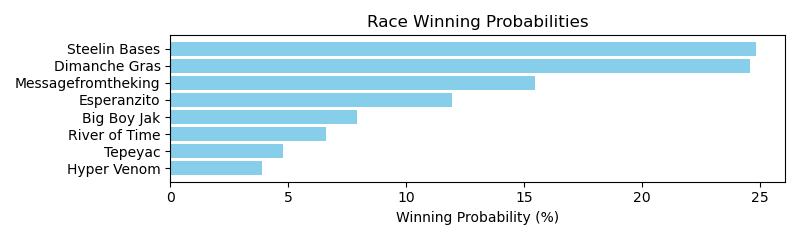 Race Winning Probabilities
Steelin Bases
Dimanche Gras
Messagefromtheking
Esperanzito
Big Boy Jak
River of Time
Tepeyac
Hyper Venom
0 5 10 15 20 25
Winning Probability (%)